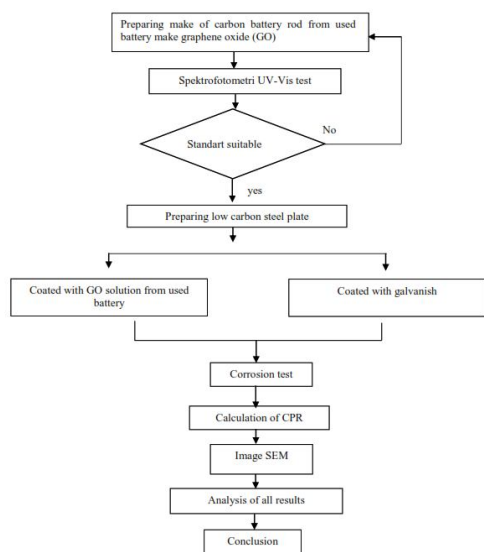 Preparing make of carbon battery rod from used
battery make graphene oxide (GO)
Spektrofotometri UV-Vis test
No
Standart suitable
yes
Preparing low carbon steel plate
Coated with GO solution from used
battery
Coated with galvanish
Corrosion test
Calculation of CPR
Image SEM
Analysis of all results
Conclusion